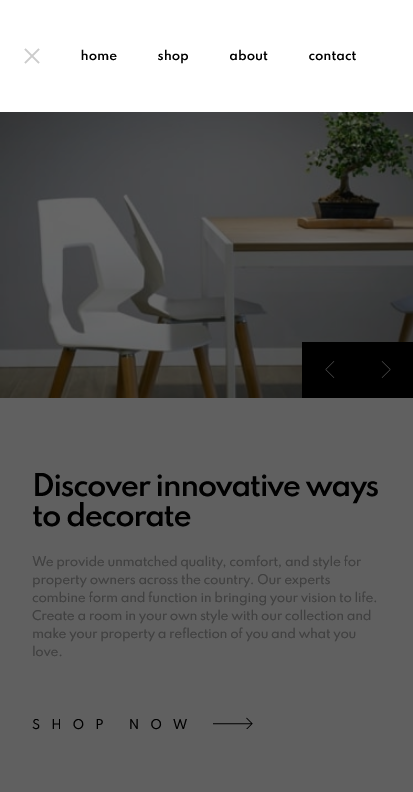 home shop about contact
Discover innovative ways
to decorate
We provide unmatched quality, comfort, and style for
property owners across the country. Our experts
combine form and function in bringing your vision to life.
Create a room in your own style with our collection and
make your property a reflection of you and what you
love.
SHOP NOW